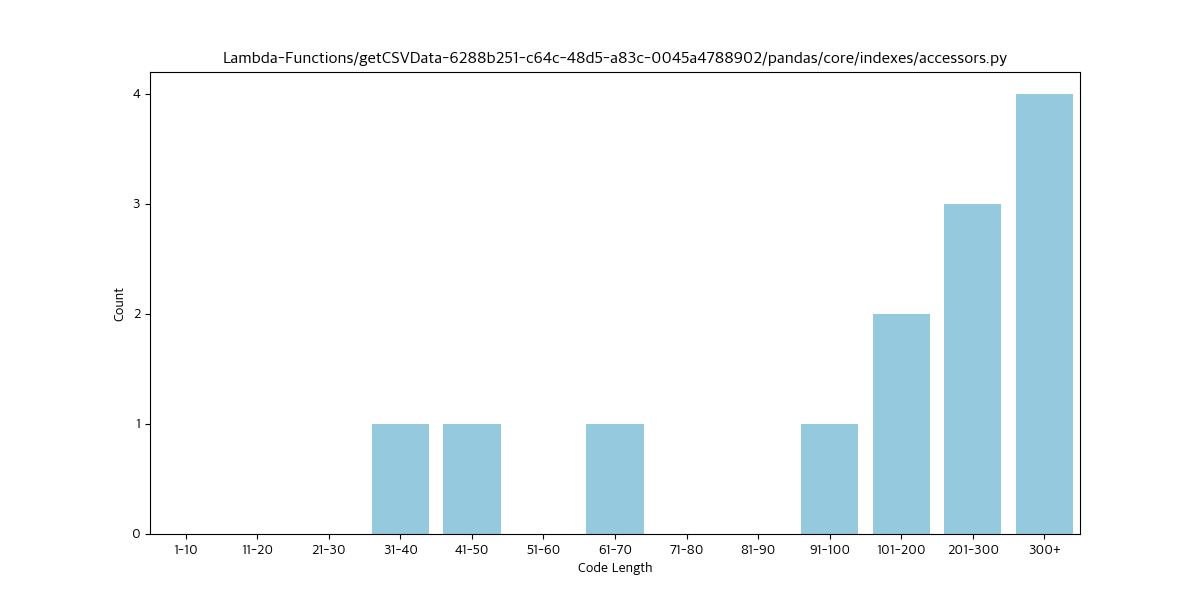 Lambda-Functions/getCSVData-6288b251-c64c-48d5-a83c-0045a4788902/pandas/core/indexes/accessors.py
4
3
2
1
0
Count
1-10 11-20 21-30 31-40 41-50 51-60 61-70 71-80 81-90 91-100 101-200 201-300 300+
Code Length